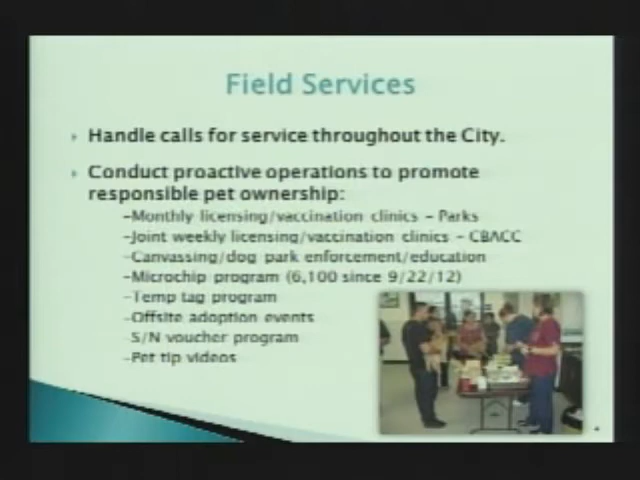 Field Services
Handle calls for service throughout the City.
Conduct proactive operations to promote
responsible pet ownership:
-Monthly licensing/vaccination clinics - Parks
-Joint weekly licensing/vaccination clinics - CBACC
-Canvassing/dog park enforcement/education
-Microchip program (6,100 since 9/22/12)
-Temp tag program
-Offsite adoption events
-S/N voucher program
-Pet tip videos